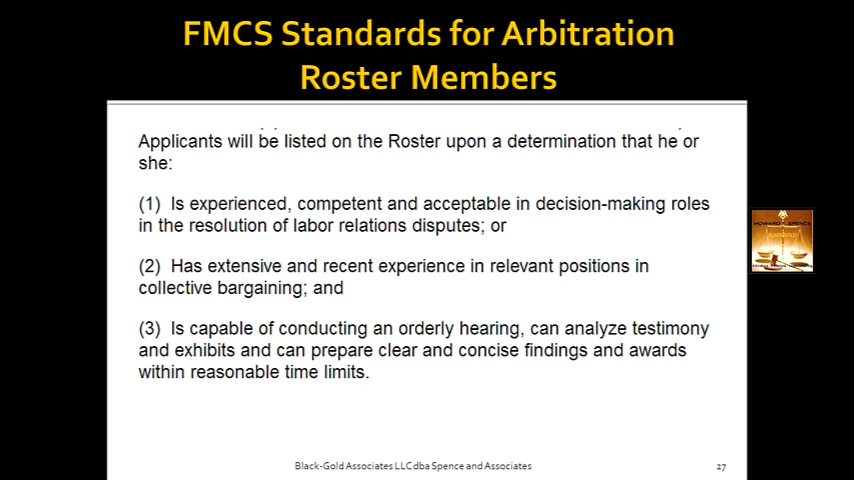 FMCS Standards for Arbitration
Roster Members
Applicants will be listed on the Roster upon a determination that he or
she:
(1) Is experienced, competent and acceptable in decision-making roles
in the resolution of labor relations disputes; or
(2) Has extensive and recent experience in relevant positions in
collective bargaining; and
(3) Is capable of conducting an orderly hearing, can analyze testimony
and exhibits and can prepare clear and concise findings and awards
within reasonable time limits.
HOWARD T. SPENCE
BLACK-GOLD
Black-Gold Associates LLC dba Spence and Associates
27